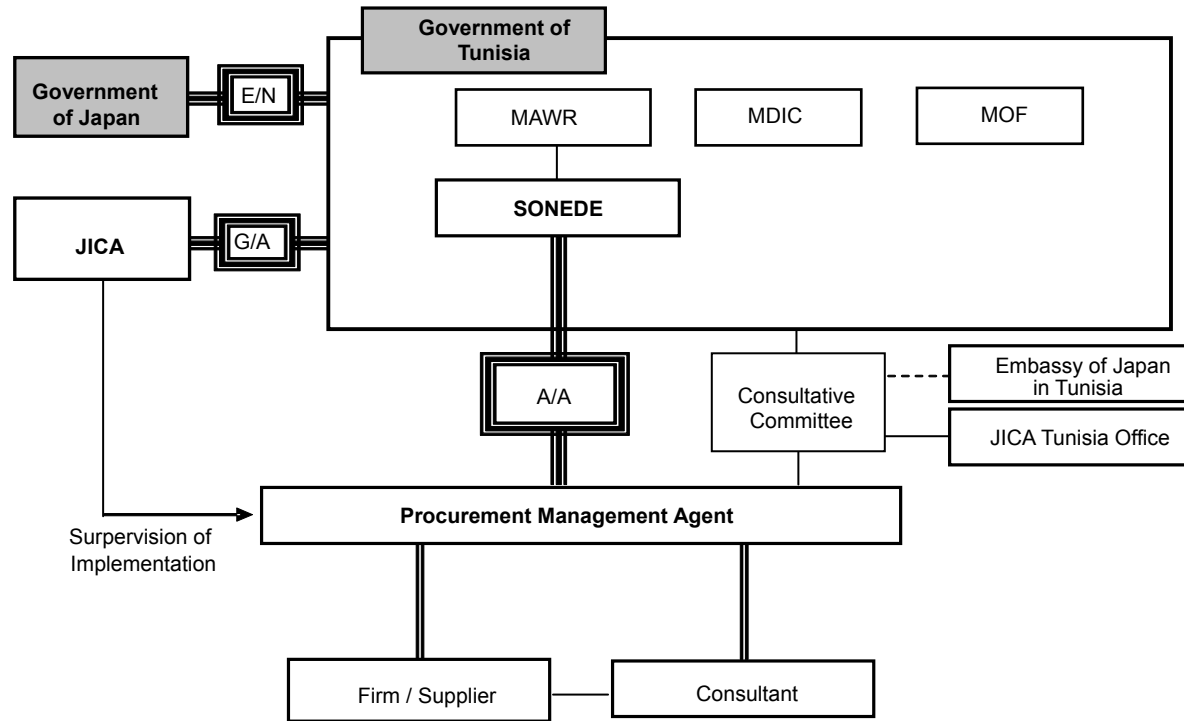 Government of
Tunisia
Government
of Japan
E/N
MAWR
MDIC
MOF
SONEDE
JICA
G/A
A/A
Consultative
Committee
Embassy of Japan
in Tunisia
JICA Tunisia Office
Procurement Management Agent
Surpervision of
Implementation
Firm / Supplier
Consultant